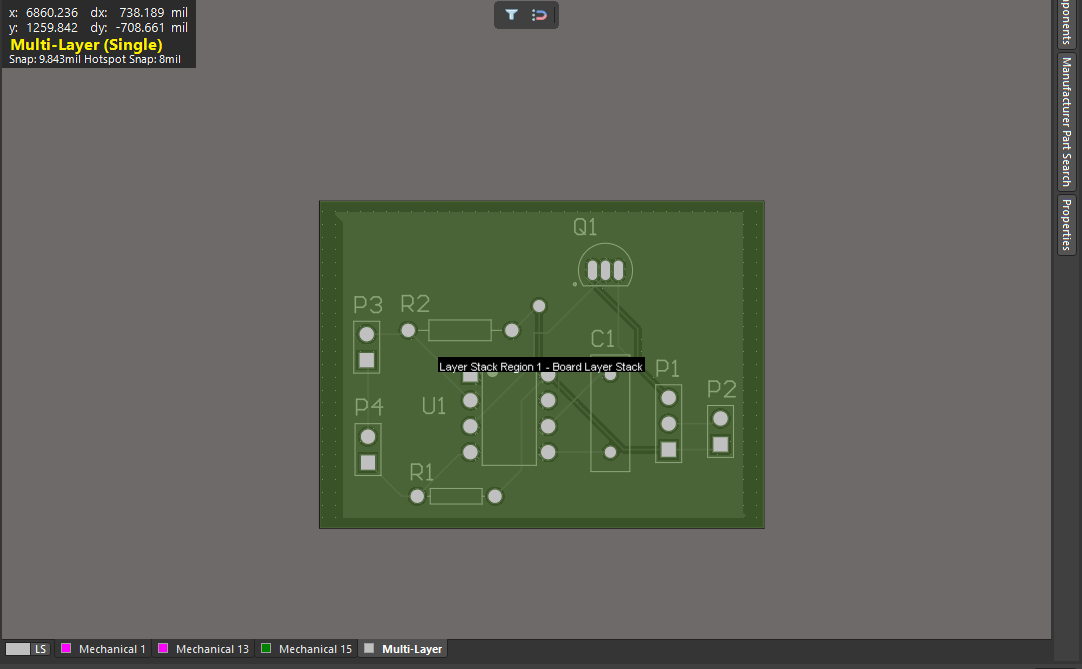 x: 6860.236 dx: 738.189 mil
y: 1259.842 dy: -708.661 mil
Multi-Layer (Single)
Snap: 9.843mil Hotspot Snap: 8mil
ponents
Manufacturer Part Search
Properties
Q1
P3 R2
C1
Layer Stack Region 1 - Board Layer Stack
P1
P2
P4 U1
R1
LS Mechanical 1 Mechanical 13 Mechanical 15 Multi-Layer